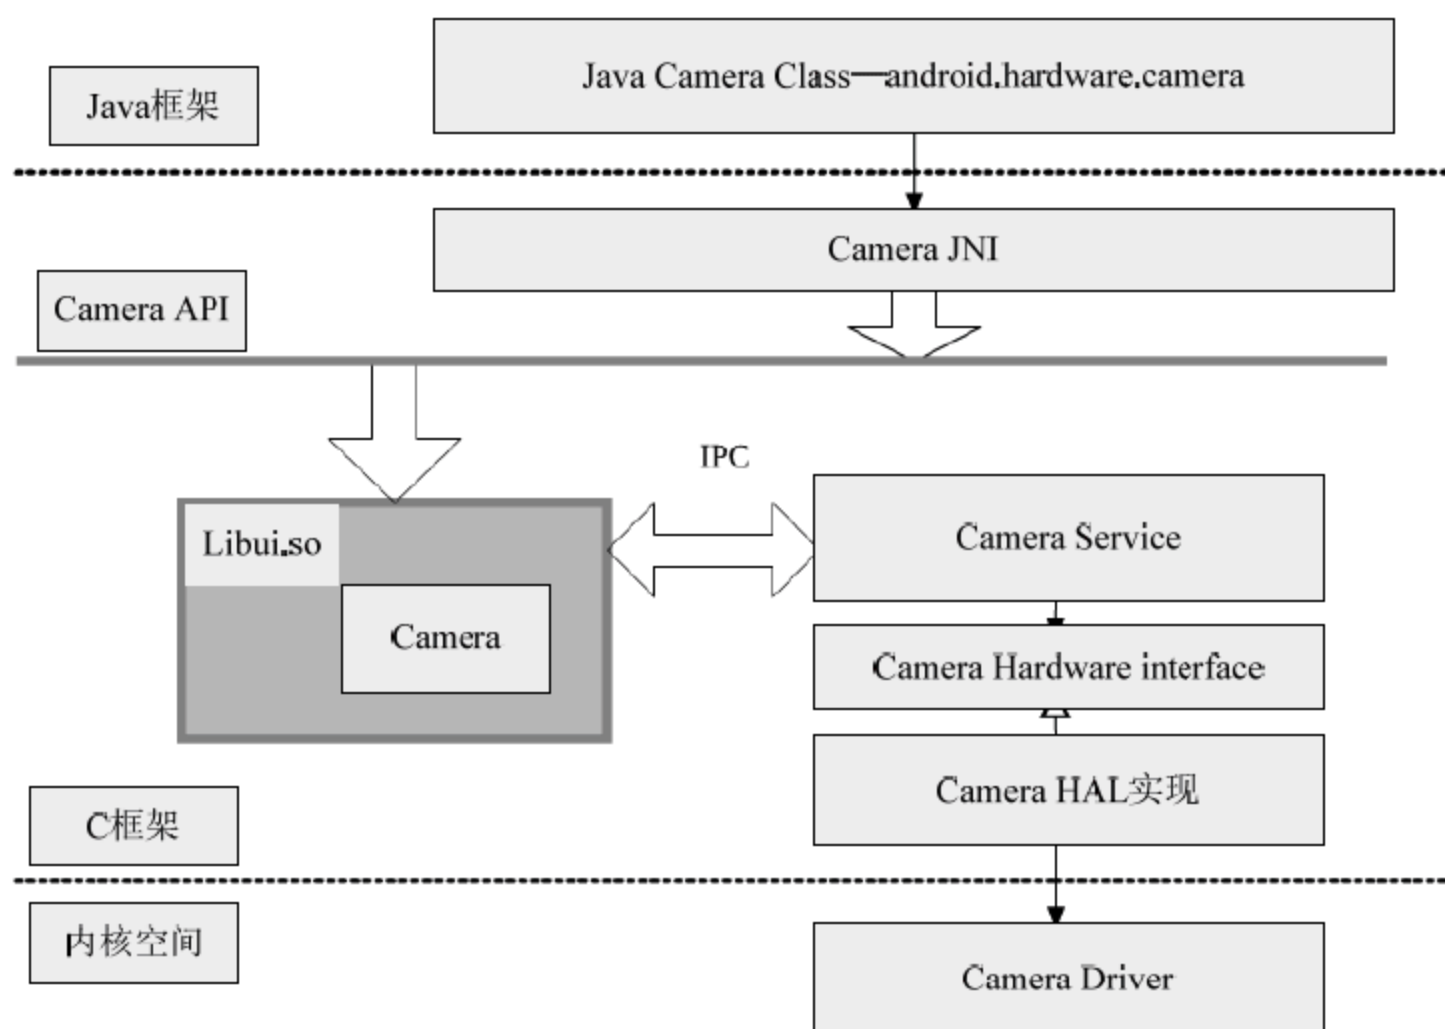 Java Camera Class—android.hardware.camera
Java框架
Camera JNI
Camera API
IPC
Libui.so
Camera Service
Camera
Camera Hardware interface
Camera HAL实现
C框架
内核空间
Camera Driver